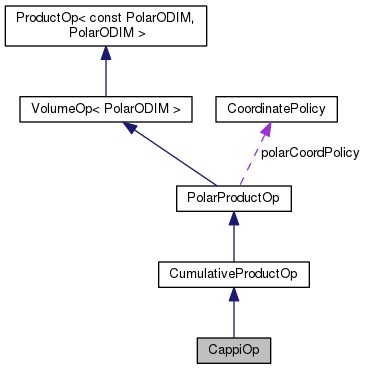 ProductOp< const PolarODIM,
PolarODIM >
VolumeOp< PolarODIM >
CoordinatePolicy
polarCoordPolicy
PolarProductOp
CumulativeProductOp
CappiOp